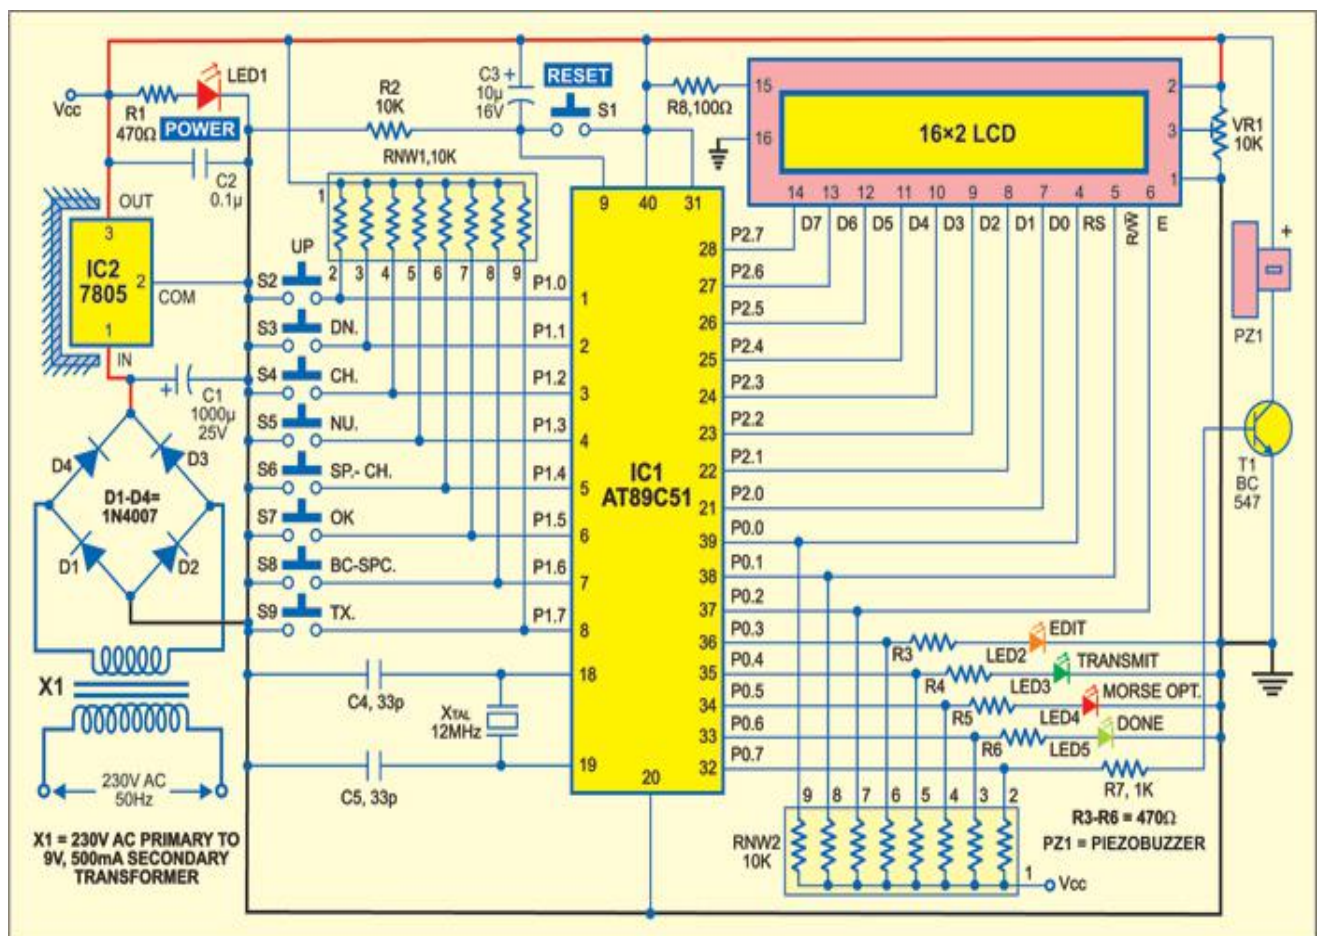 Vcc
R1
470Ω
LED1
POWER
C2
0.1µ
R2
10K
C3 +
10µ
16V
RESET
S1
R8,100Ω
15
16
16×2 LCD
2
3
1
VR1
10K
RNW1,10K
1
2 3 4 5 6 7 8 9
OUT
3
IC2
7805
2
COM
1
IN
+
C1
1000µ
25V
D4
D3
D1-D4=
1N4007
D1
D2
X1
230V AC
50Hz
X1 = 230V AC PRIMARY TO
9V, 500mA SECONDARY
TRANSFORMER
UP
S2
S3 DN.
S4 CH.
S5 NU.
S6 SP.- CH.
S7 OK
S8 BC-SPC.
S9 TX.
P1.0
1
P1.1
2
P1.2
3
P1.3
4
P1.4
5
P1.5
6
P1.6
7
P1.7
8
C4, 33p
XTAL
12MHz
C5, 33p
18
19
20
9 40 31
IC1
AT89C51
14 13 12 11 10 9 8 7 4 5 6
D7 D6 D5 D4 D3 D2 D1 D0 RS R/W̅ E
P2.7
28
P2.6
27
P2.5
26
P2.4
25
P2.3
24
P2.2
23
P2.1
22
P2.0
21
P0.0
39
P0.1
38
P0.2
37
P0.3
36
P0.4
35
P0.5
34
P0.6
33
P0.7
32
R3 LED2 EDIT
R4 LED3 TRANSMIT
R5 LED4 MORSE OPT.
R6 LED5 DONE
R7, 1K
R3-R6 = 470Ω
PZ1 = PIEZOBUZZER
9 8 7 6 5 4 3 2
RNW2
10K
1
Vcc
+
PZ1
T1
BC
547